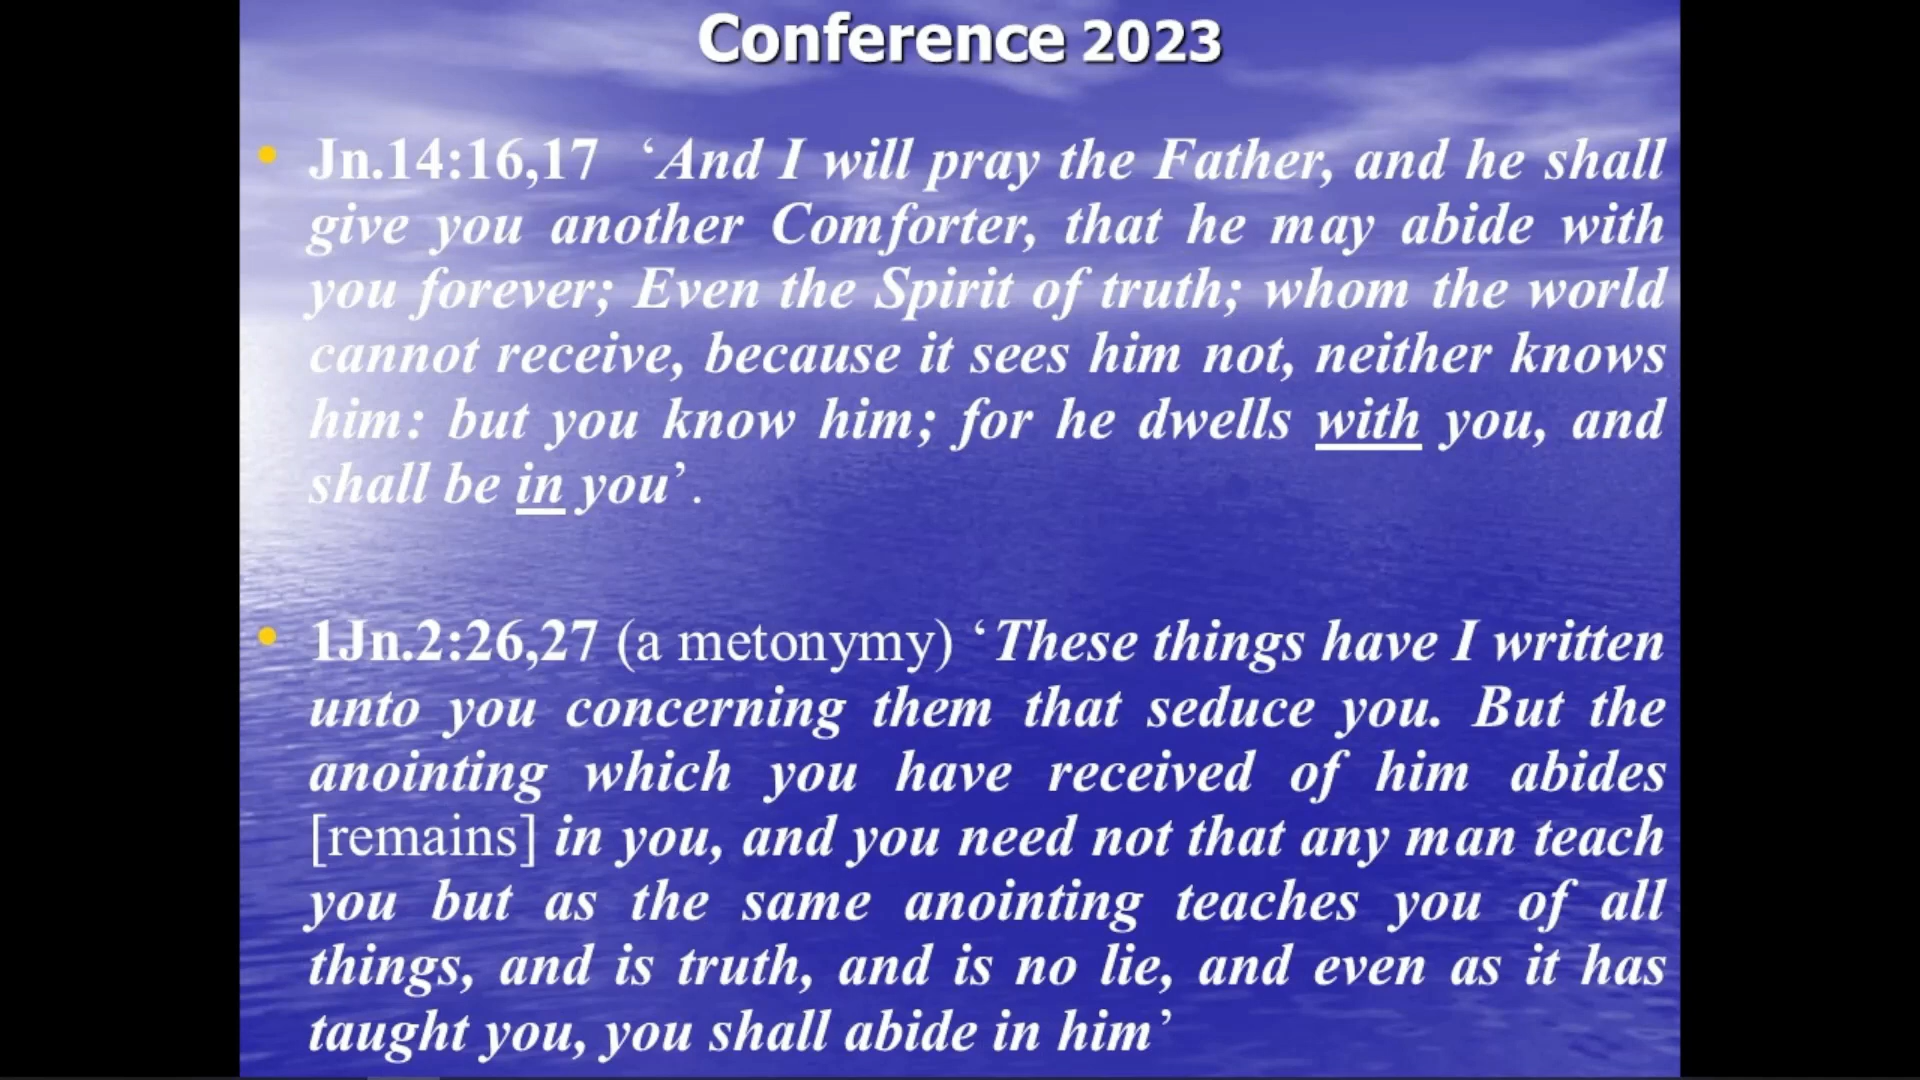 Conference 2023
• Jn.14:16,17 ‘And I will pray the Father, and he shall
give you another Comforter, that he may abide with
you forever; Even the Spirit of truth; whom the world
cannot receive, because it sees him not, neither knows
him: but you know him; for he dwells with you, and
shall be in you’.
• 1Jn.2:26,27 (a metonymy) ‘These things have I written
unto you concerning them that seduce you. But the
anointing which you have received of him abides
[remains] in you, and you need not that any man teach
you but as the same anointing teaches you of all
things, and is truth, and is no lie, and even as it has
taught you, you shall abide in him’